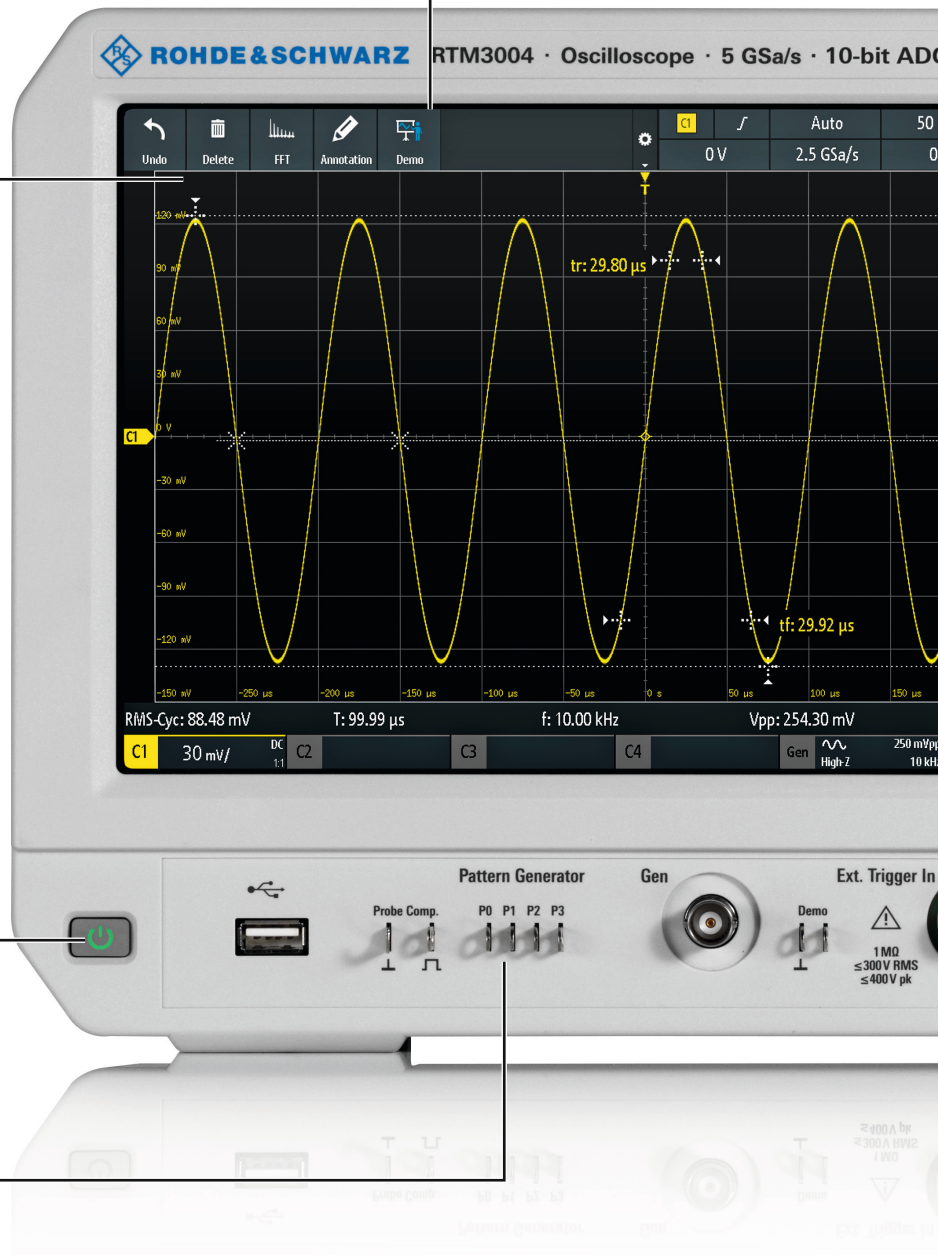 ROHDE&SCHWARZ RTM3004 · Oscilloscope · 5 GSa/s · 10-bit ADC
Undo Delete FFT Annotation Demo
C1 Auto 50
0 V 2.5 GSa/s 0
T
120 mV
90 mV
tr: 29.80 µs
60 mV
30 mV
C1 0 V
-30 mV
-60 mV
-90 mV
-120 mV
tf: 29.92 µs
-150 mV -250 µs -200 µs -150 µs -100 µs -50 µs 0 s 50 µs 100 µs 150 µs
RMS-Cyc: 88.48 mV T: 99.99 µs f: 10.00 kHz Vpp: 254.30 mV
C1 30 mV/ DC 1:1 C2 C3 C4 Gen High-Z 250 mVpp 10 kHz
Pattern Generator Gen Ext. Trigger In
Probe Comp. P0 P1 P2 P3 Demo
1 MΩ
≤300 V RMS
≤400 V pk